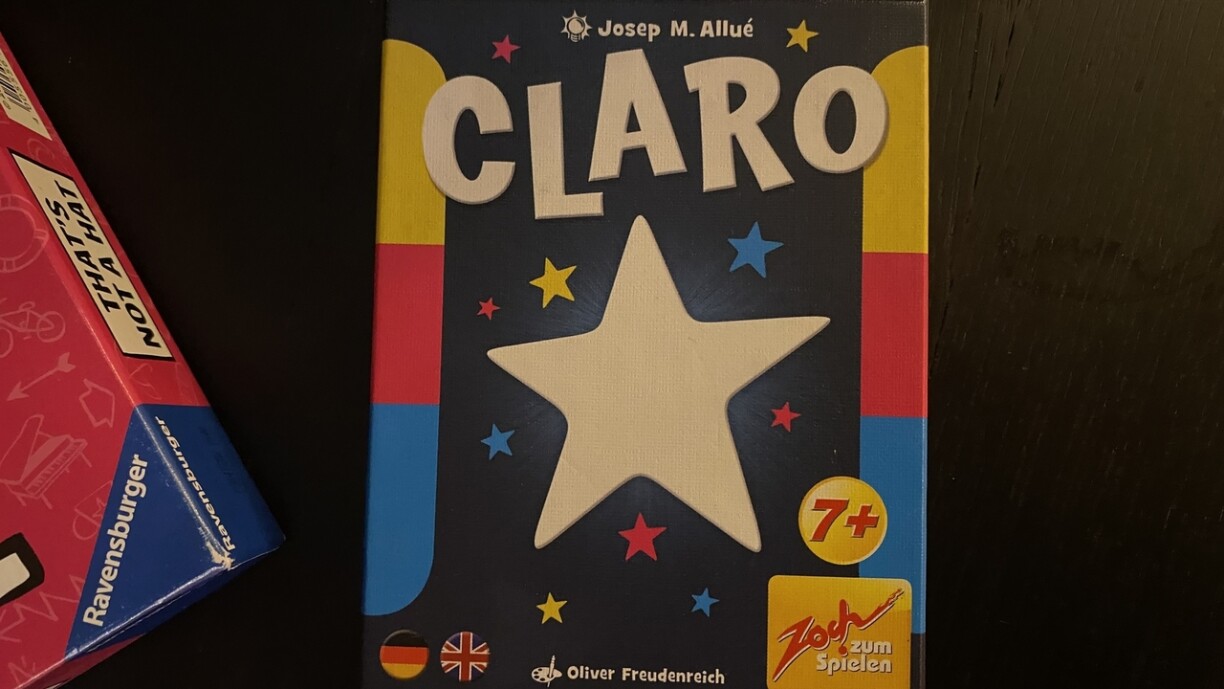 Josep M. Allué
CLARO
7+
Zoch
zum
Spielen
Oliver Freudenreich
THAT'S
NOT A HAT
Ravensburger
Ravensburger